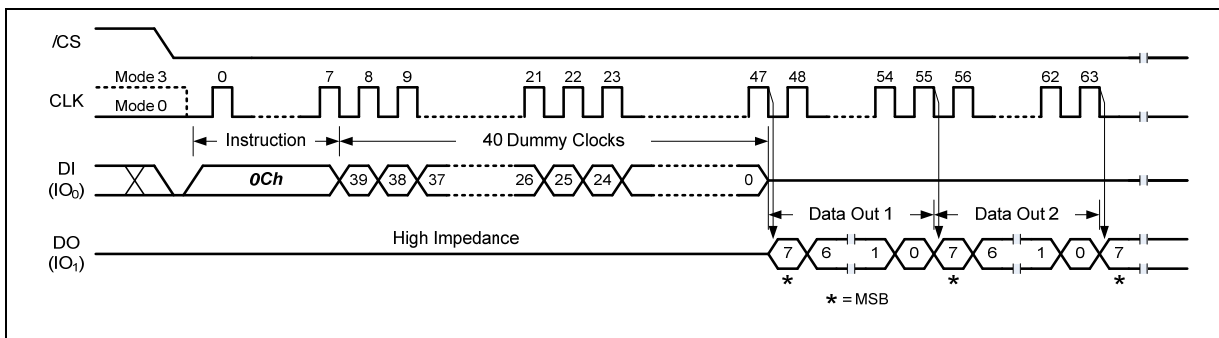 /CS
Mode 3 0 7 8 9 21 22 23 47 48 54 55 56 62 63
CLK
Mode 0
Instruction 40 Dummy Clocks
DI
(IO0)
0Ch 39 38 37 26 25 24 0
Data Out 1 Data Out 2
High Impedance
DO
(IO1)
7 6 1 0 7 6 1 0 7
* * *
* = MSB